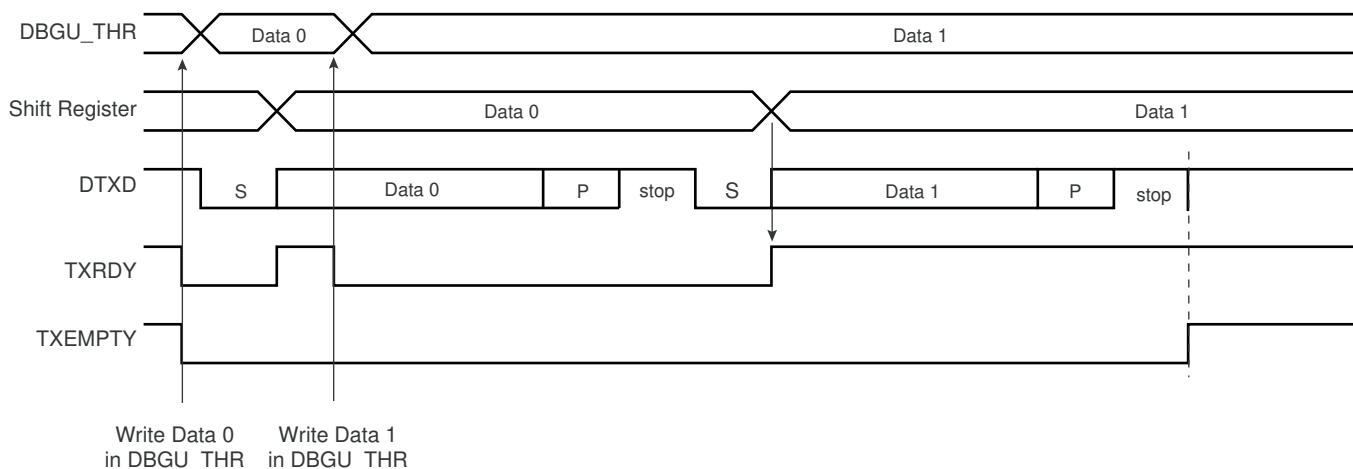 DBGU_THR Data 0 Data 1
Shift Register Data 0 Data 1
DTXD S Data 0 P stop S Data 1 P stop
TXRDY
TXEMPTY
Write Data 0 Write Data 1
in DBGU_THR in DBGU_THR